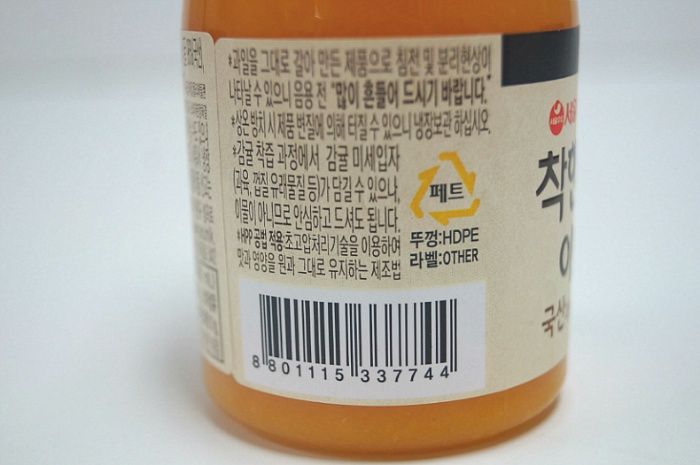 *과일을 그대로 갈아 만든 제품으로 침전 및 분리현상이
나타날 수 있으니 음용 전 "많이 흔들어 드시기 바랍니다."
*상온 방치 시 제품 변질에 의해 터질 수 있으니 냉장보관 하십시오.
*감귤 착즙 과정에서 감귤 미세입자
(과육, 껍질 유래물질 등)가 담길 수 있으나,
이물이 아니므로 안심하고 드셔도 됩니다.
*HPP 공법 적용 초고압처리기술을 이용하여
맛과 영양을 원과 그대로 유지하는 제조법
페트
뚜껑:HDPE
라벨:OTHER
8 801115 337744
서울
착한
국산